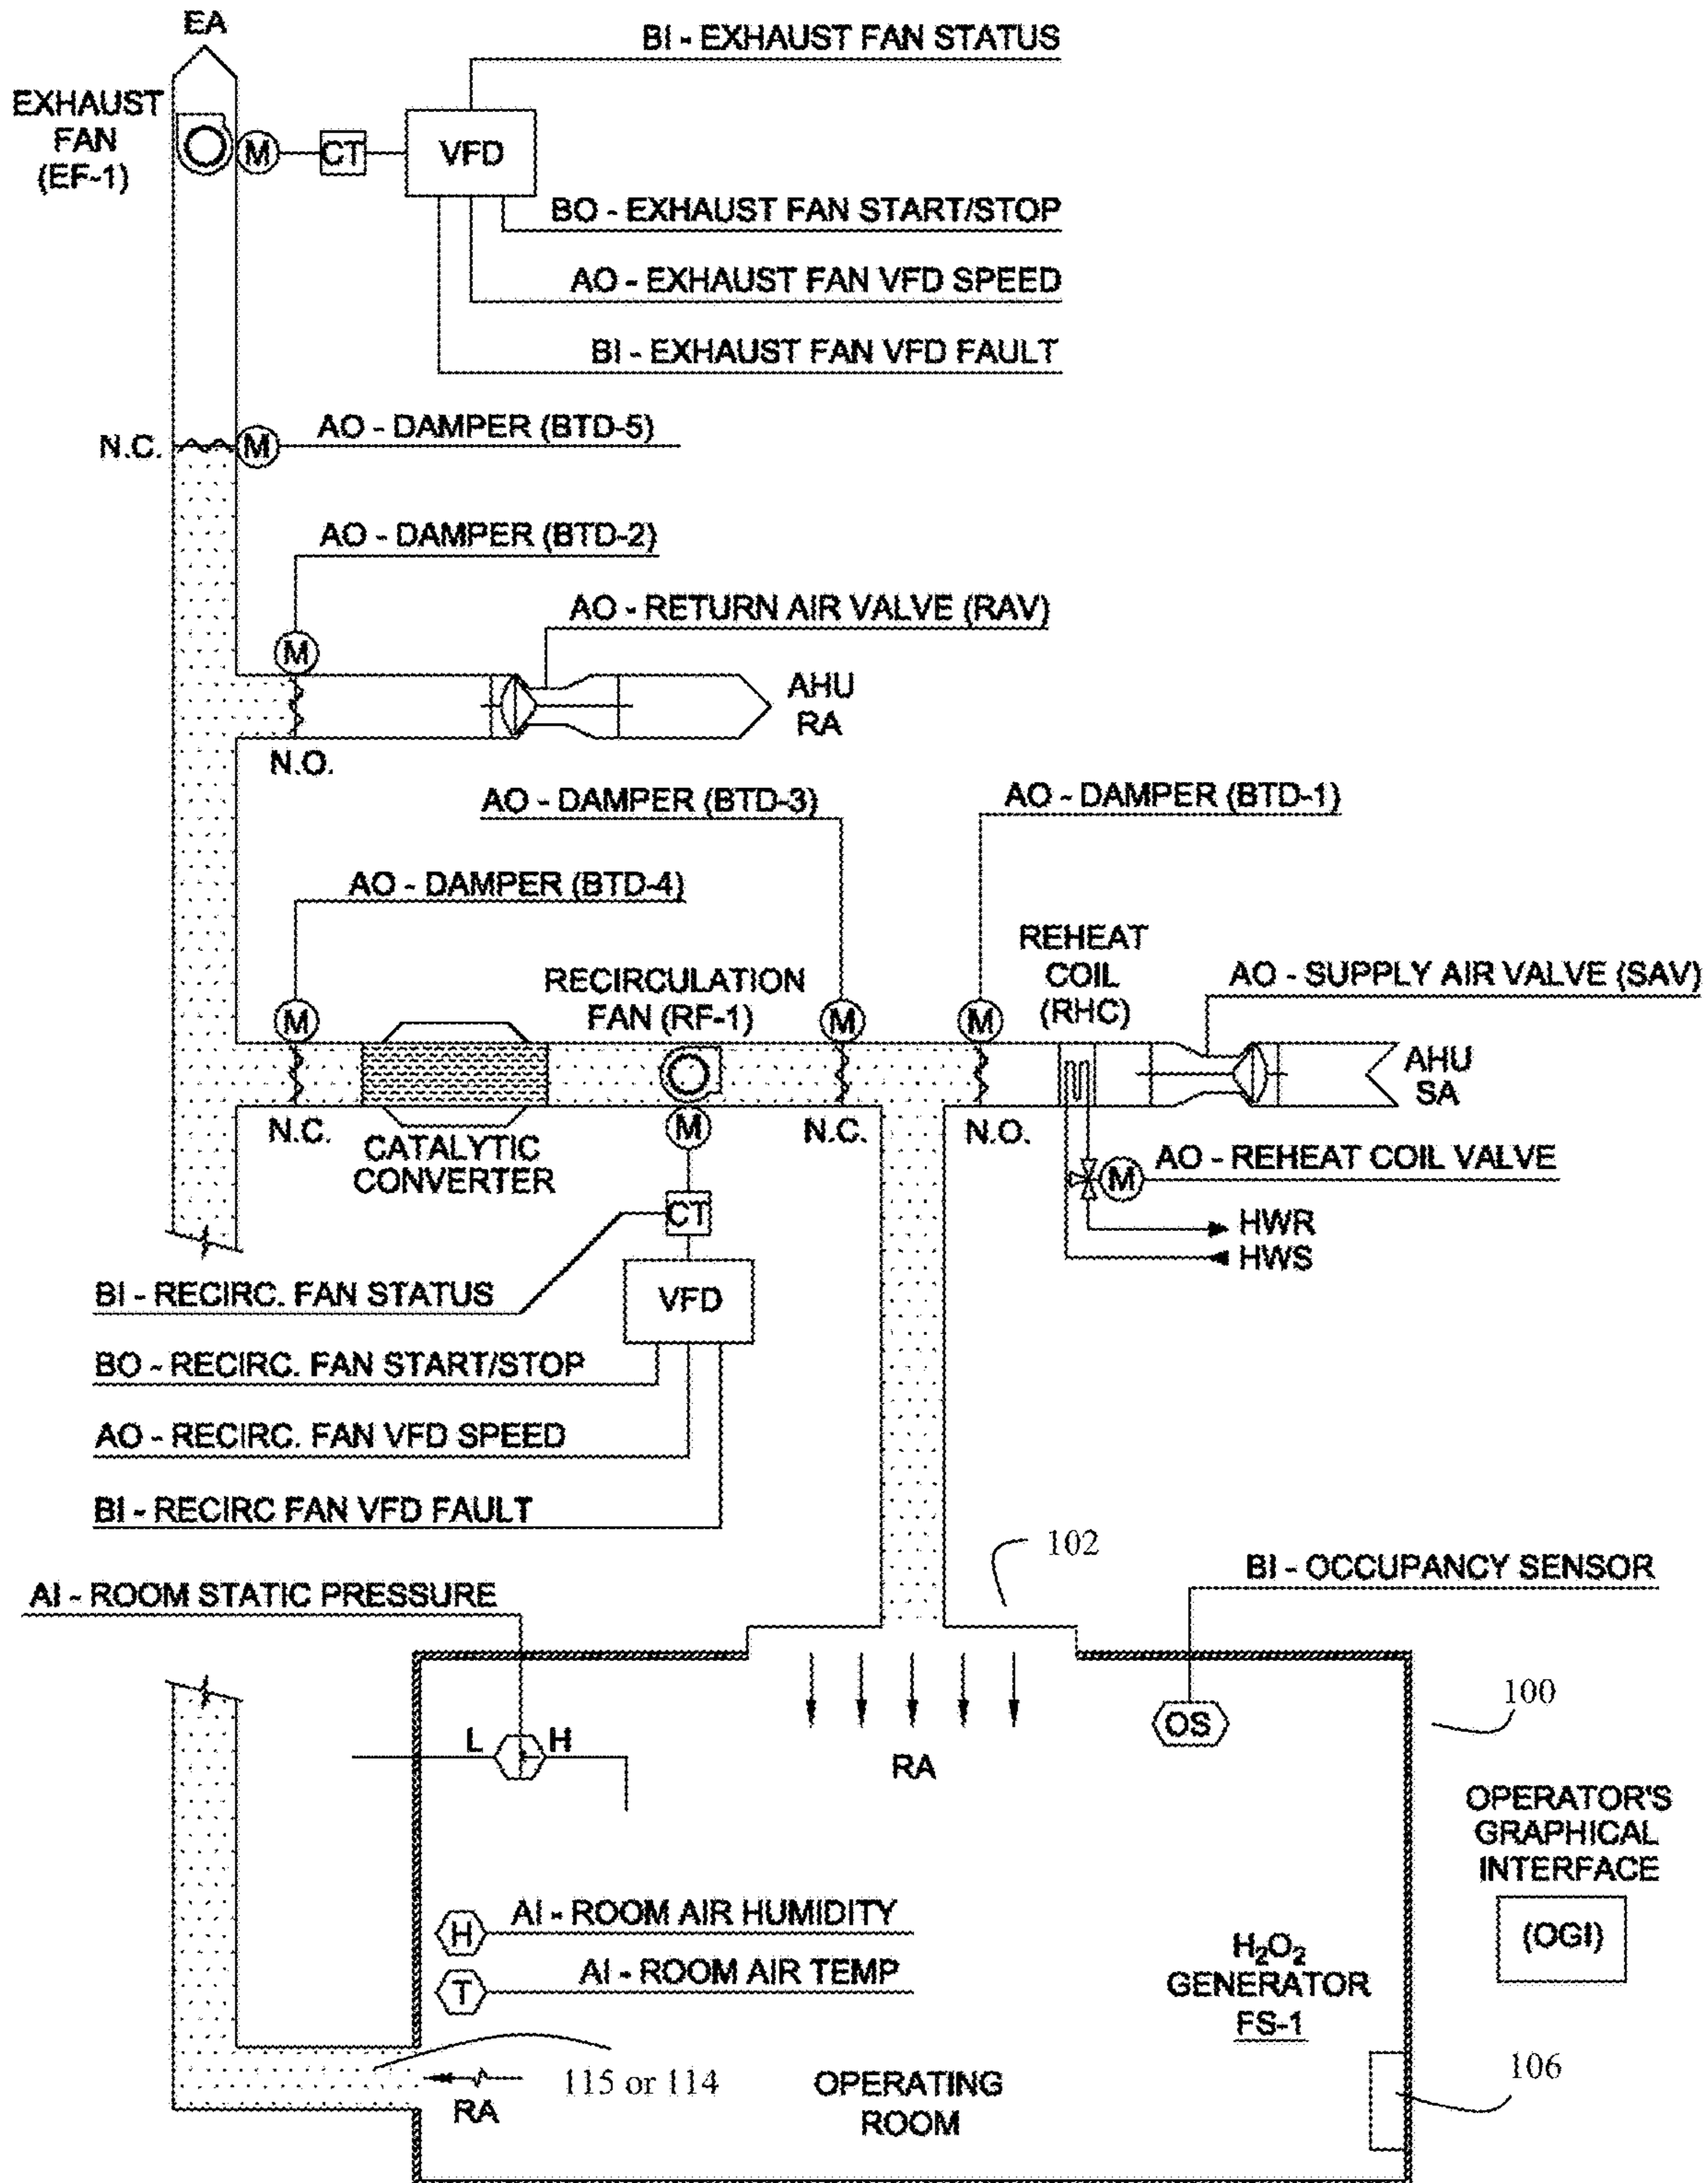 EA
BI - EXHAUST FAN STATUS
EXHAUST
FAN
(EF-1)
M
CT
VFD
BO - EXHAUST FAN START/STOP
AO - EXHAUST FAN VFD SPEED
BI - EXHAUST FAN VFD FAULT
N.C.
M
AO - DAMPER (BTD-5)
AO - DAMPER (BTD-2)
AO - RETURN AIR VALVE (RAV)
M
AHU
RA
N.O.
AO - DAMPER (BTD-3)
AO - DAMPER (BTD-1)
AO - DAMPER (BTD-4)
REHEAT
COIL
(RHC)
AO - SUPPLY AIR VALVE (SAV)
RECIRCULATION
FAN (RF-1)
M
M
M
AHU
SA
N.C.
CATALYTIC
CONVERTER
M
N.C.
N.O.
M
AO - REHEAT COIL VALVE
CT
HWR
HWS
BI - RECIRC. FAN STATUS
VFD
BO - RECIRC. FAN START/STOP
AO - RECIRC. FAN VFD SPEED
BI - RECIRC FAN VFD FAULT
102
BI - OCCUPANCY SENSOR
AI - ROOM STATIC PRESSURE
100
L
H
OS
RA
OPERATOR'S
GRAPHICAL
INTERFACE
(OGI)
H
AI - ROOM AIR HUMIDITY
T
AI - ROOM AIR TEMP
H₂O₂
GENERATOR
FS-1
115 or 114
RA
OPERATING
ROOM
106